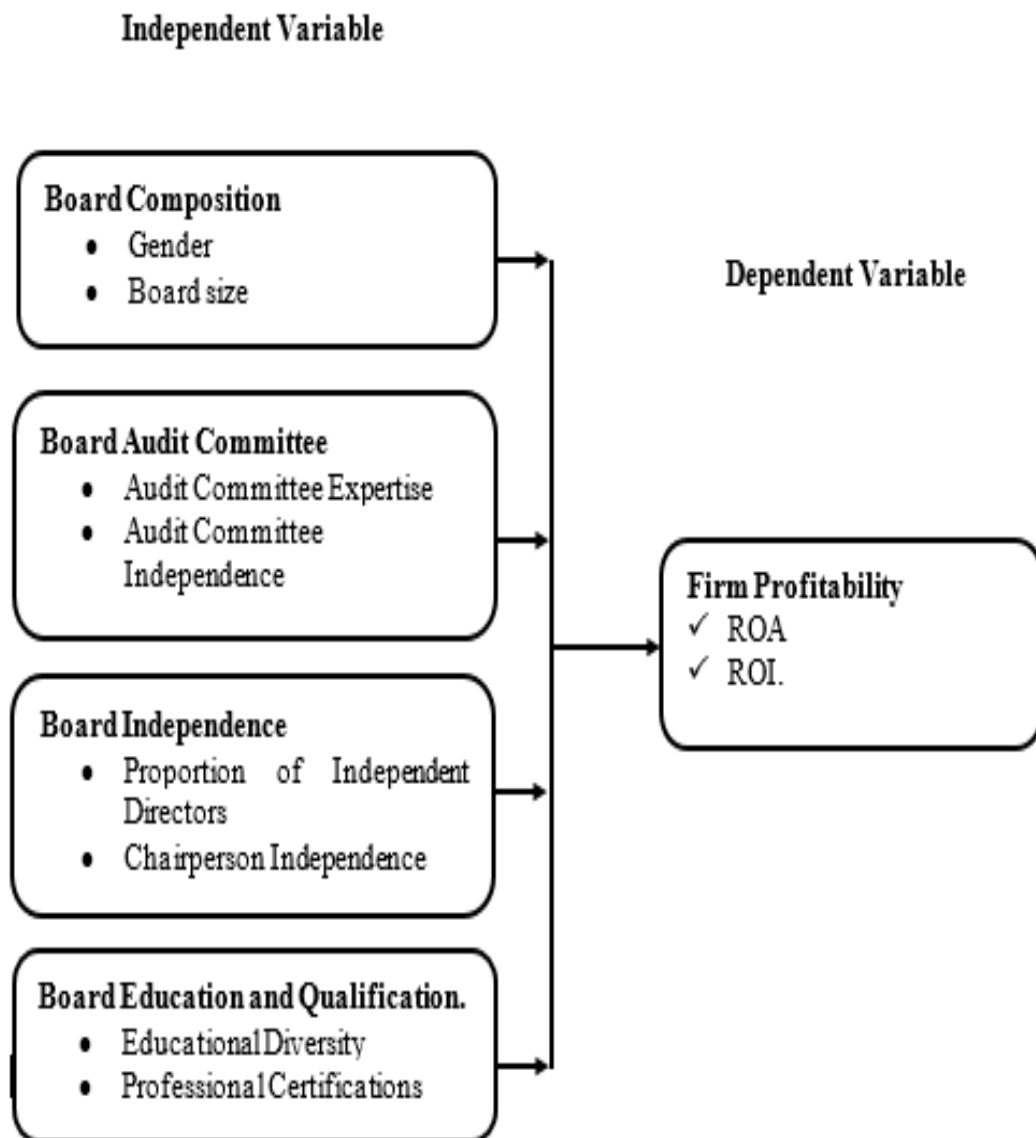 Independent Variable
Board Composition
• Gender
• Board size
Dependent Variable
Board Audit Committee
• Audit Committee Expertise
• Audit Committee
Independence
Firm Profitability
✓ ROA
✓ ROI.
Board Independence
• Proportion of Independent
Directors
• Chairperson Independence
Board Education and Qualification.
• Educational Diversity
• Professional Certifications